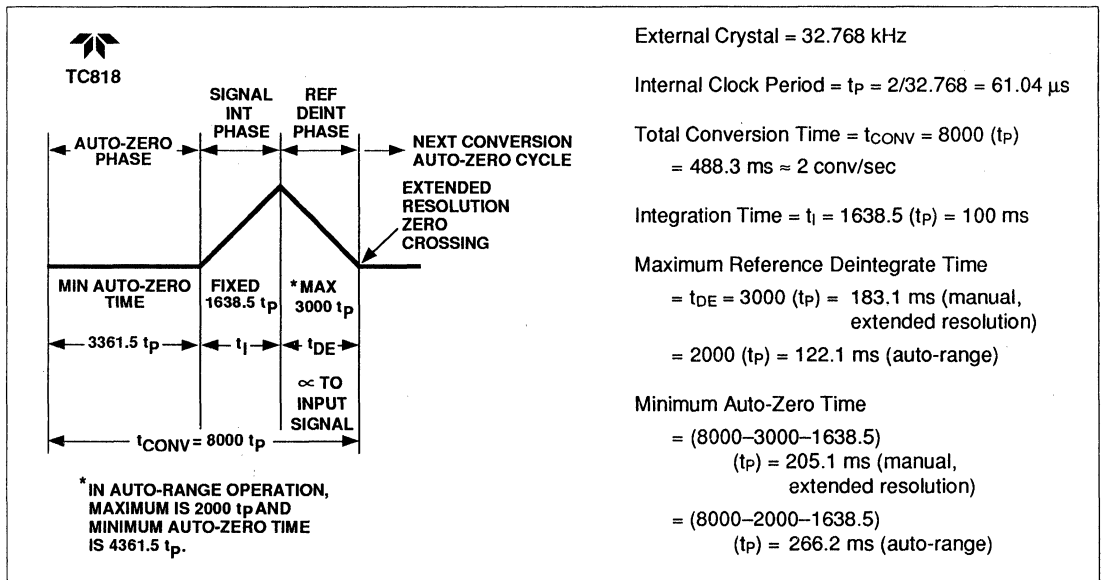 TC818
SIGNAL
INT
PHASE
REF
DEINT
PHASE
AUTO-ZERO
PHASE
NEXT CONVERSION
AUTO-ZERO CYCLE
EXTENDED
RESOLUTION
ZERO
CROSSING
MIN AUTO-ZERO
TIME
FIXED
1638.5 tP
*MAX
3000 tP
3361.5 tP
tI
tDE
∝ TO
INPUT
SIGNAL
tCONV = 8000 tP
*IN AUTO-RANGE OPERATION,
MAXIMUM IS 2000 tP AND
MINIMUM AUTO-ZERO TIME
IS 4361.5 tP.
External Crystal = 32.768 kHz
Internal Clock Period = tP = 2/32.768 = 61.04 μs
Total Conversion Time = tCONV = 8000 (tP)
= 488.3 ms ≈ 2 conv/sec
Integration Time = tI = 1638.5 (tP) = 100 ms
Maximum Reference Deintegrate Time
= tDE = 3000 (tP) = 183.1 ms (manual,
extended resolution)
= 2000 (tP) = 122.1 ms (auto-range)
Minimum Auto-Zero Time
= (8000–3000–1638.5)
(tP) = 205.1 ms (manual,
extended resolution)
= (8000–2000–1638.5)
(tP) = 266.2 ms (auto-range)